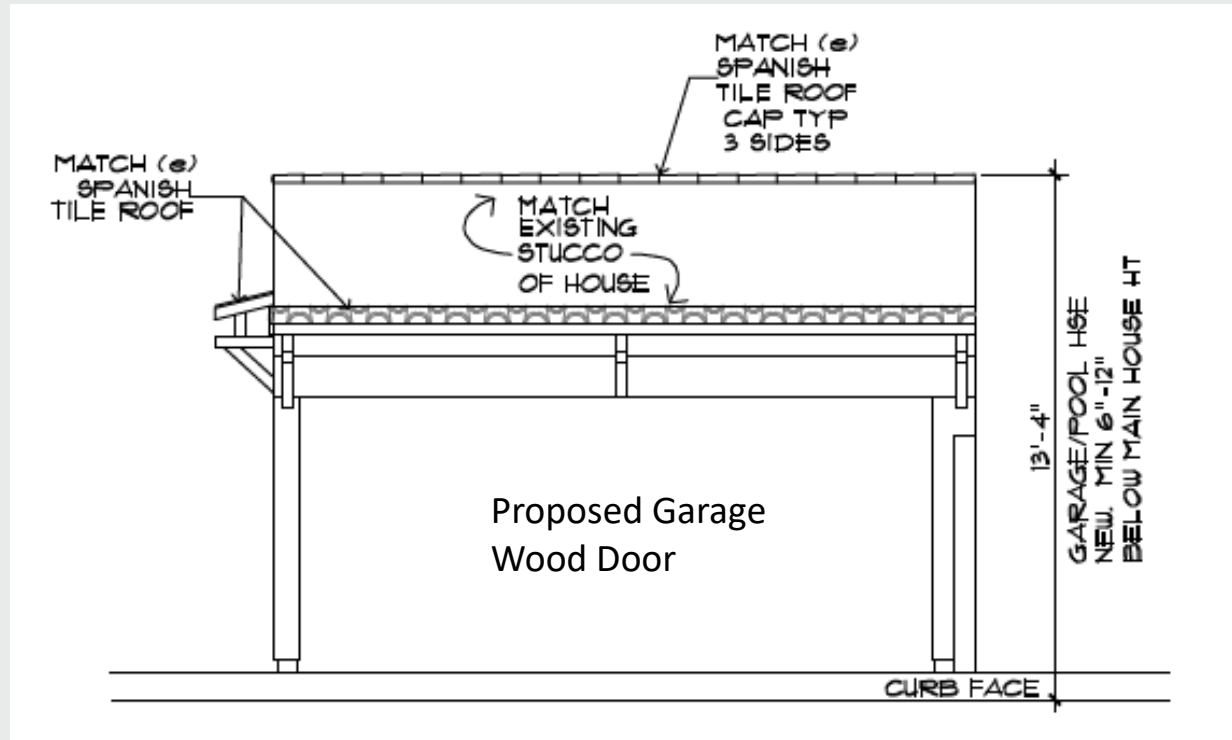 MATCH (e)
SPANISH
TILE ROOF
CAP TYP
3 SIDES
MATCH (e)
SPANISH
TILE ROOF
MATCH
EXISTING
STUCCO
OF HOUSE
13'-4"
GARAGE/POOL HSE
NEW. MIN 6"-12"
BELOW MAIN HOUSE HT
Proposed Garage
Wood Door
CURB FACE